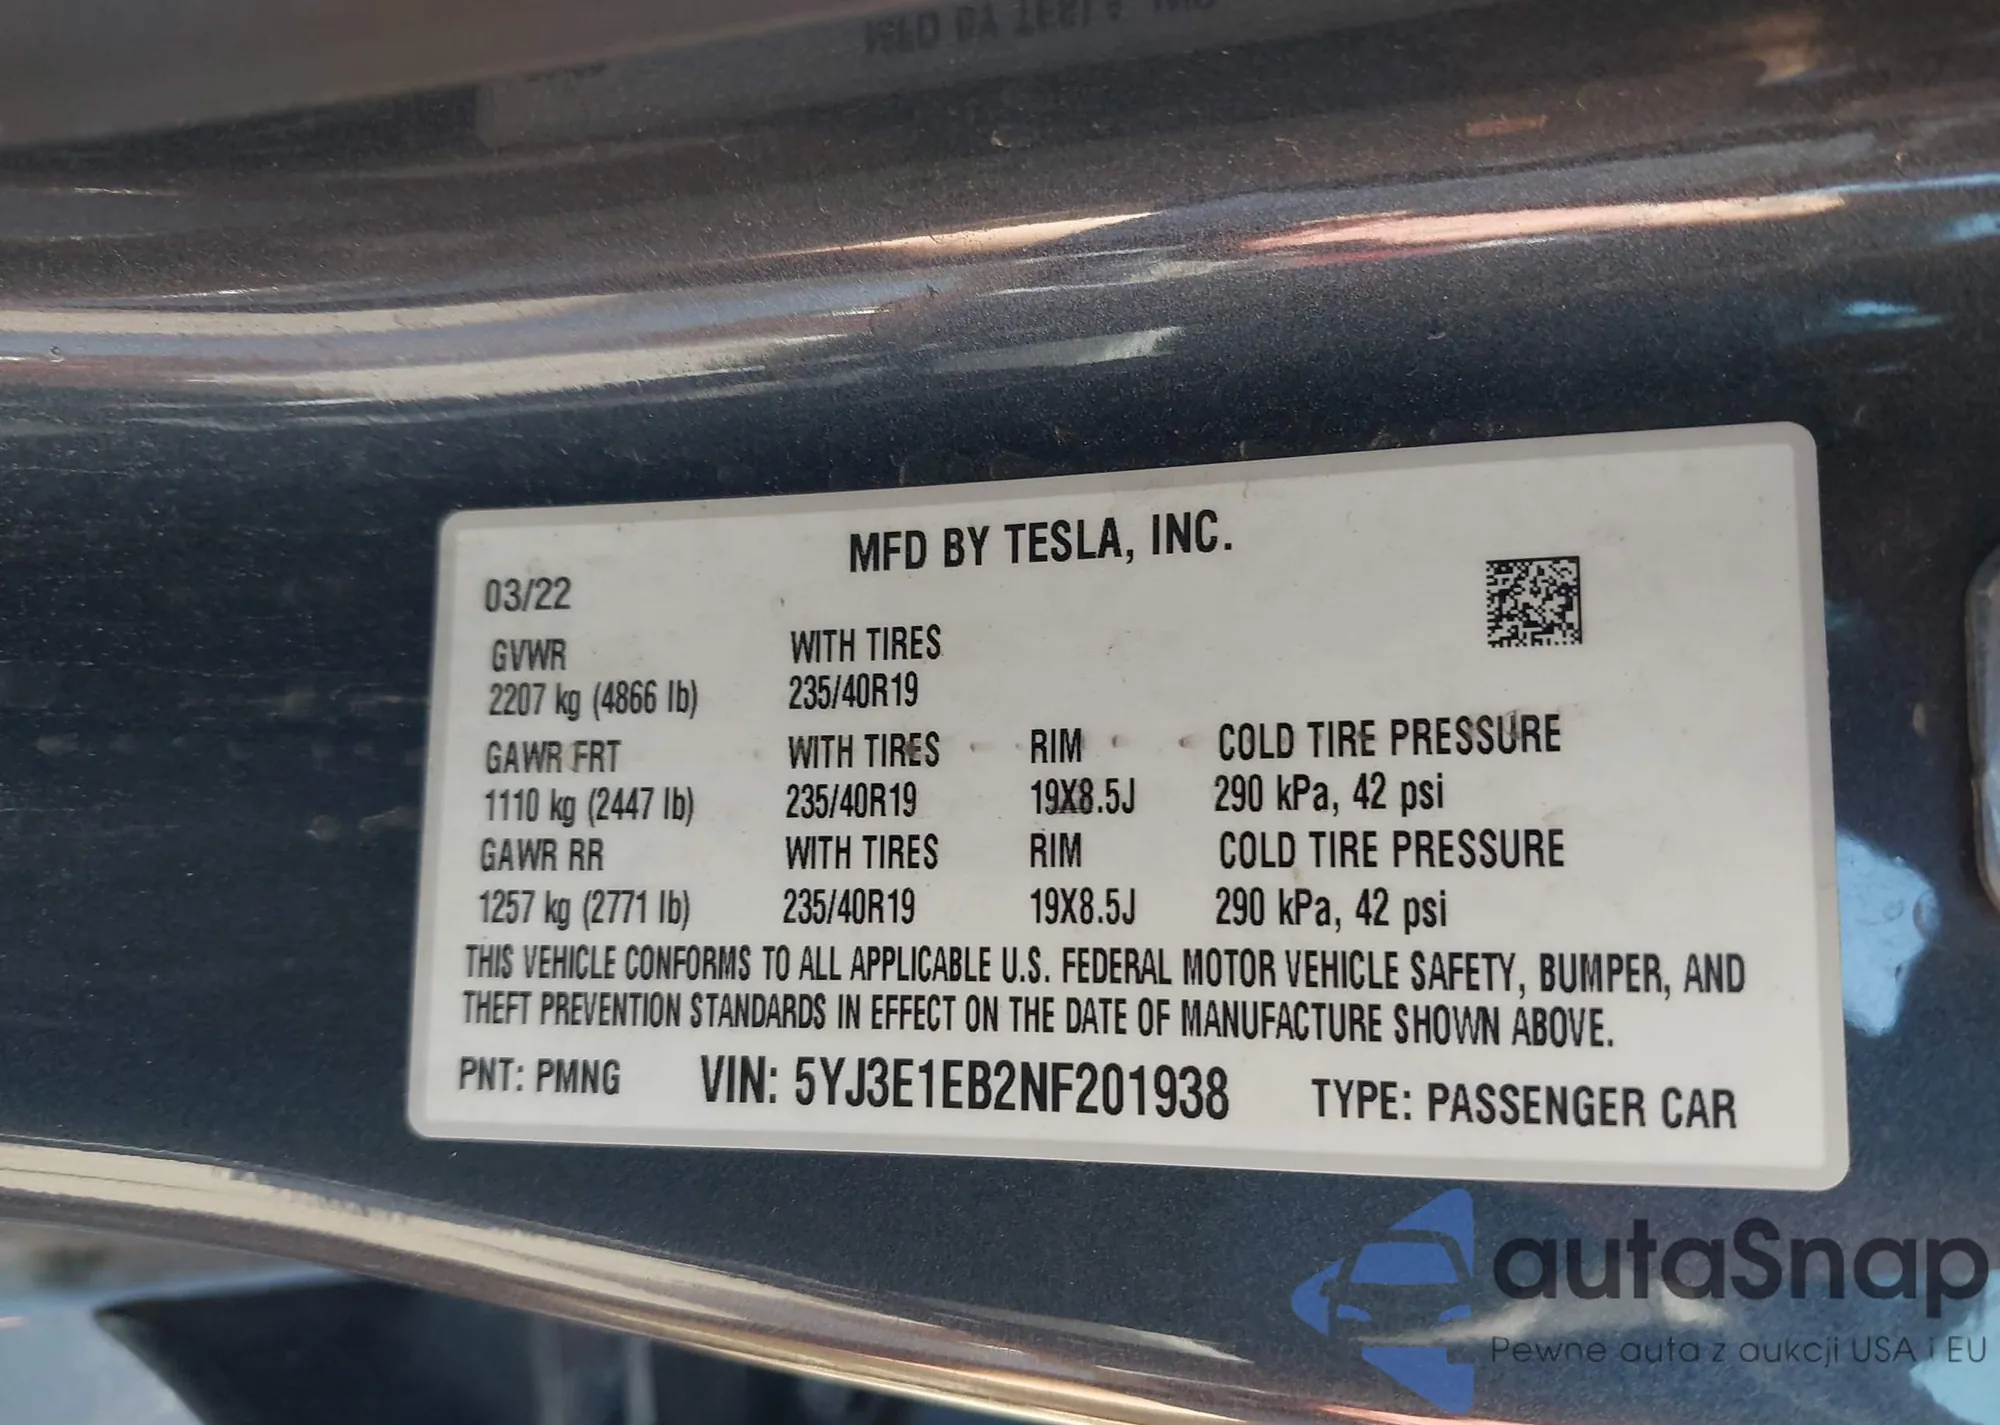 MFD BY TESLA, INC.
MFD BY TESLA, INC.
03/22
GVWR WITH TIRES
2207 kg (4866 lb) 235/40R19
GAWR FRT WITH TIRES RIM COLD TIRE PRESSURE
1110 kg (2447 lb) 235/40R19 19X8.5J 290 kPa, 42 psi
GAWR RR WITH TIRES RIM COLD TIRE PRESSURE
1257 kg (2771 lb) 235/40R19 19X8.5J 290 kPa, 42 psi
THIS VEHICLE CONFORMS TO ALL APPLICABLE U.S. FEDERAL MOTOR VEHICLE SAFETY, BUMPER, AND
THEFT PREVENTION STANDARDS IN EFFECT ON THE DATE OF MANUFACTURE SHOWN ABOVE.
PNT: PMNG VIN: 5YJ3E1EB2NF201938 TYPE: PASSENGER CAR
autaSnap
Pewne auta z aukcji USA i EU